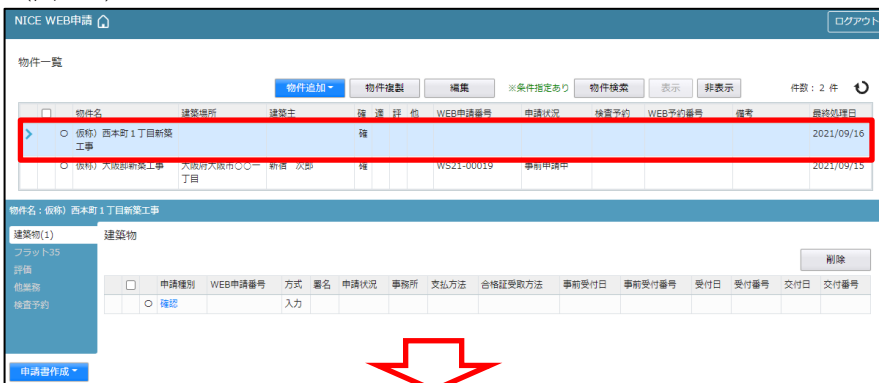 NICE WEB申請
ログアウト
物件一覧
物件追加 物件複製 編集 ※条件指定あり 物件検索 表示 非表示 件数: 2 件
物件名 建築場所 建築主 確 適 評 他 WEB申請番号 申請状況 検査予約 WEB予約番号 備考 最終処理日
○ 仮称）西本町１丁目新築 確 2021/09/16
工事
○ 仮称）大阪邸新築工事 大阪府大阪市○○一 新宿 次郎 確 WS21-00019 事前申請中 2021/09/15
丁目
物件名：仮称）西本町１丁目新築工事
建築物(1)
建築物
フラット35
評価
他業務
検査予約
削除
申請種別 WEB申請番号 方式 署名 申請状況 事務所 支払方法 合格証受取方法 事前受付日 事前受付番号 受付日 受付番号 交付日 交付番号
○ 確認 入力
申請書作成